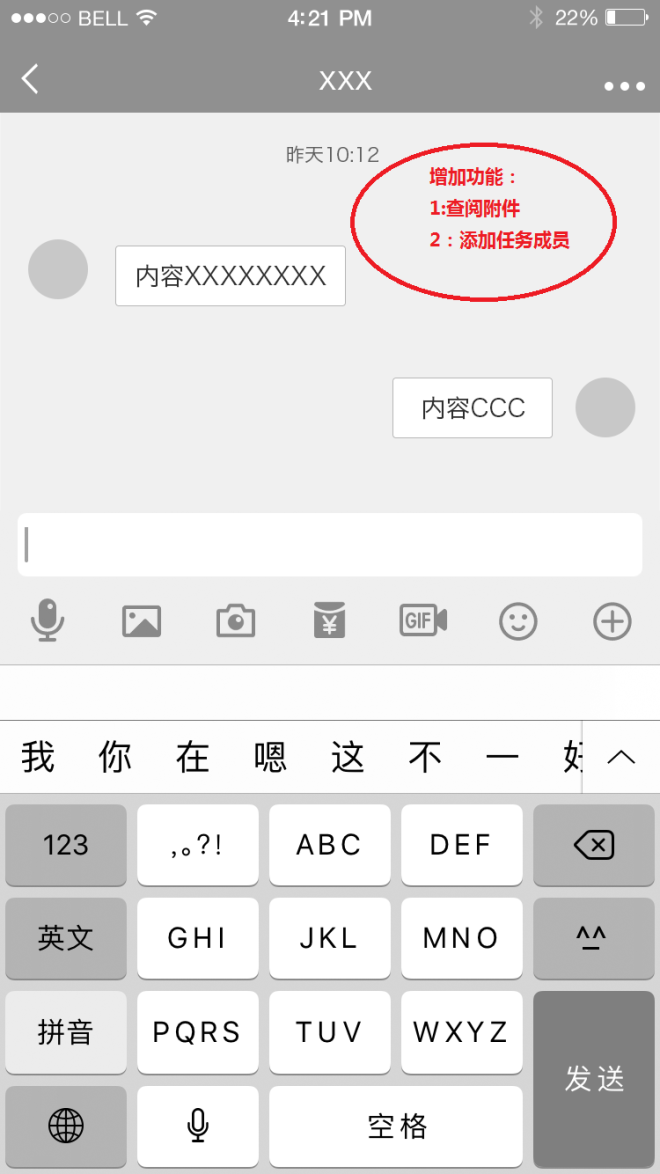 BELL 4:21 PM 22%
XXX
昨天10:12
增加功能：
1:查阅附件
2：添加任务成员
内容XXXXXXXX
内容CCC
¥ GIF
我 你 在 嗯 这 不 一 好
123 ,。?! ABC DEF
英文 GHI JKL MNO ^^
拼音 PQRS TUV WXYZ
发送
空格